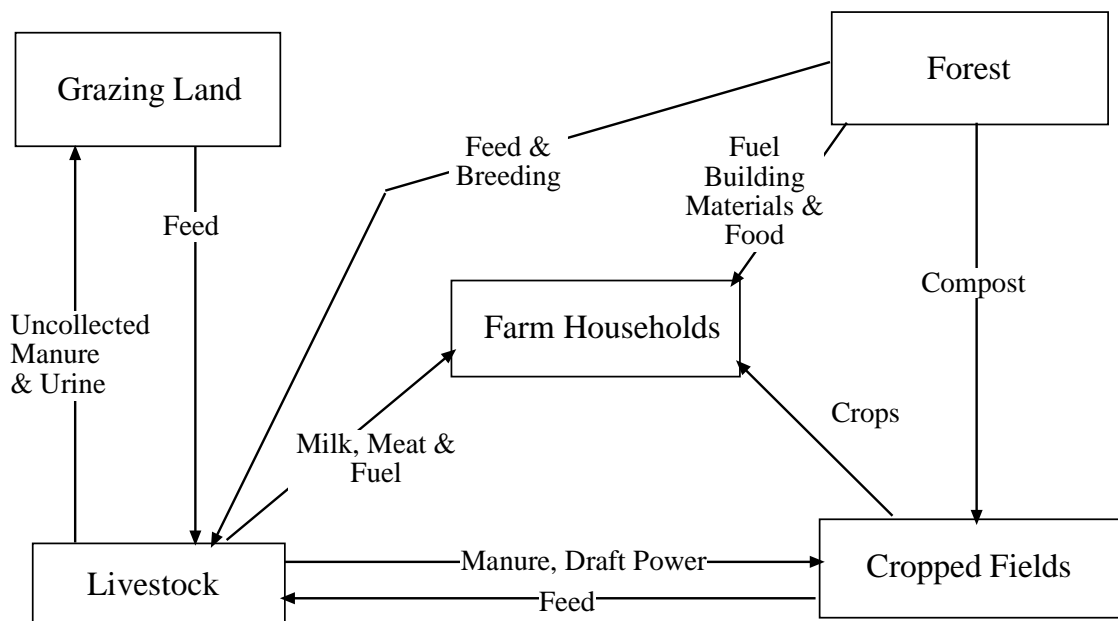 Grazing Land
Forest
Feed &
Breeding
Fuel
Building
Materials &
Food
Feed
Compost
Uncollected
Manure
& Urine
Farm Households
Crops
Milk, Meat &
Fuel
Manure, Draft Power
Livestock
Cropped Fields
Feed